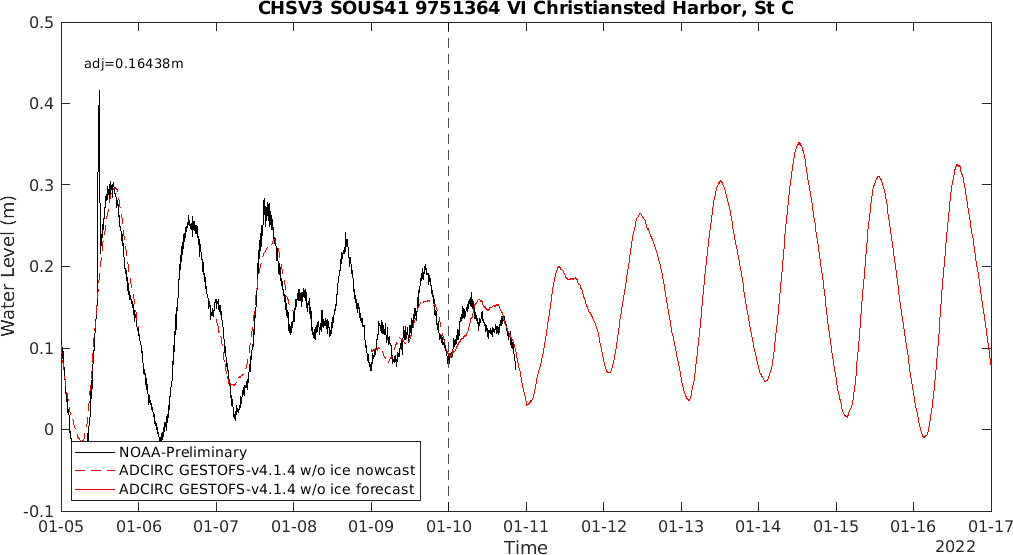 CHSV3 SOUS41 9751364 VI Christiansted Harbor, St C
adj=0.16438m
Water Level (m)
0.5
0.4
0.3
0.2
0.1
0
-0.1
NOAA-Preliminary
ADCIRC GESTOFS-v4.1.4 w/o ice nowcast
ADCIRC GESTOFS-v4.1.4 w/o ice forecast
01-05 01-06 01-07 01-08 01-09 01-10 01-11 01-12 01-13 01-14 01-15 01-16 01-17
Time
2022